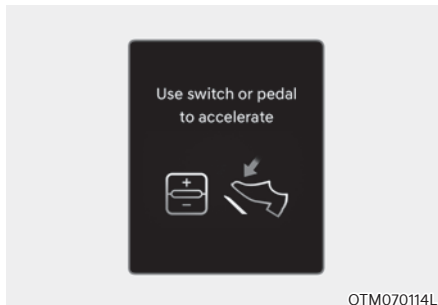 Use switch or pedal
to accelerate
+
−
OTM070114L